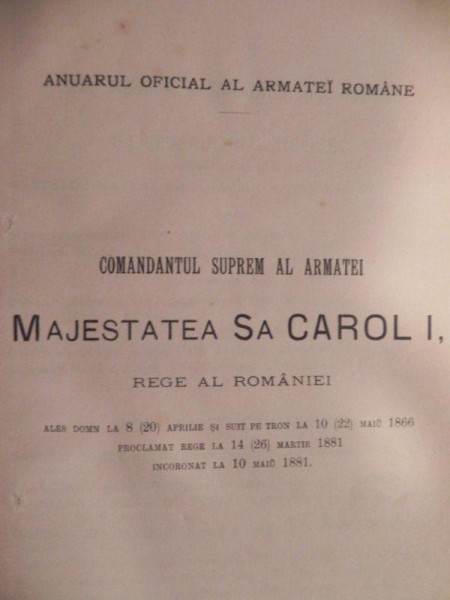 ANUARUL OFICIAL AL ARMATEĬ ROMÂNE
COMANDANTUL SUPREM AL ARMATEI
MAJESTATEA SA CAROL I,
REGE AL ROMÂNIEI
ALES DOMN LA 8 (20) APRILIE ȘI SUIT PE TRON LA 10 (22) MAIŬ 1866
PROCLAMAT REGE LA 14 (26) MARTIE 1881
INCORONAT LA 10 MAIŬ 1881.